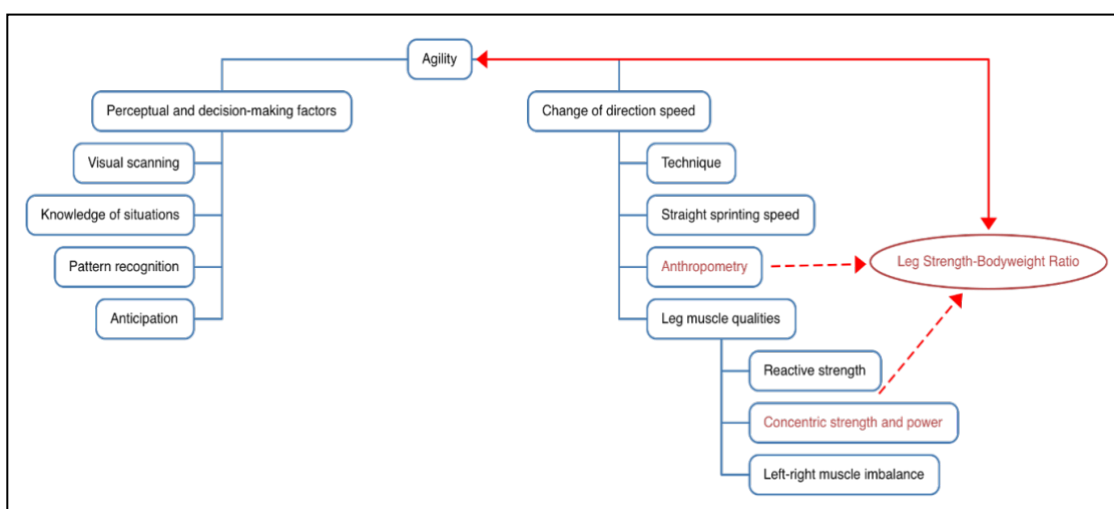 Agility
Perceptual and decision-making factors
Visual scanning
Knowledge of situations
Pattern recognition
Anticipation
Change of direction speed
Technique
Straight sprinting speed
Anthropometry
Leg muscle qualities
Reactive strength
Concentric strength and power
Left-right muscle imbalance
Leg Strength-Bodyweight Ratio